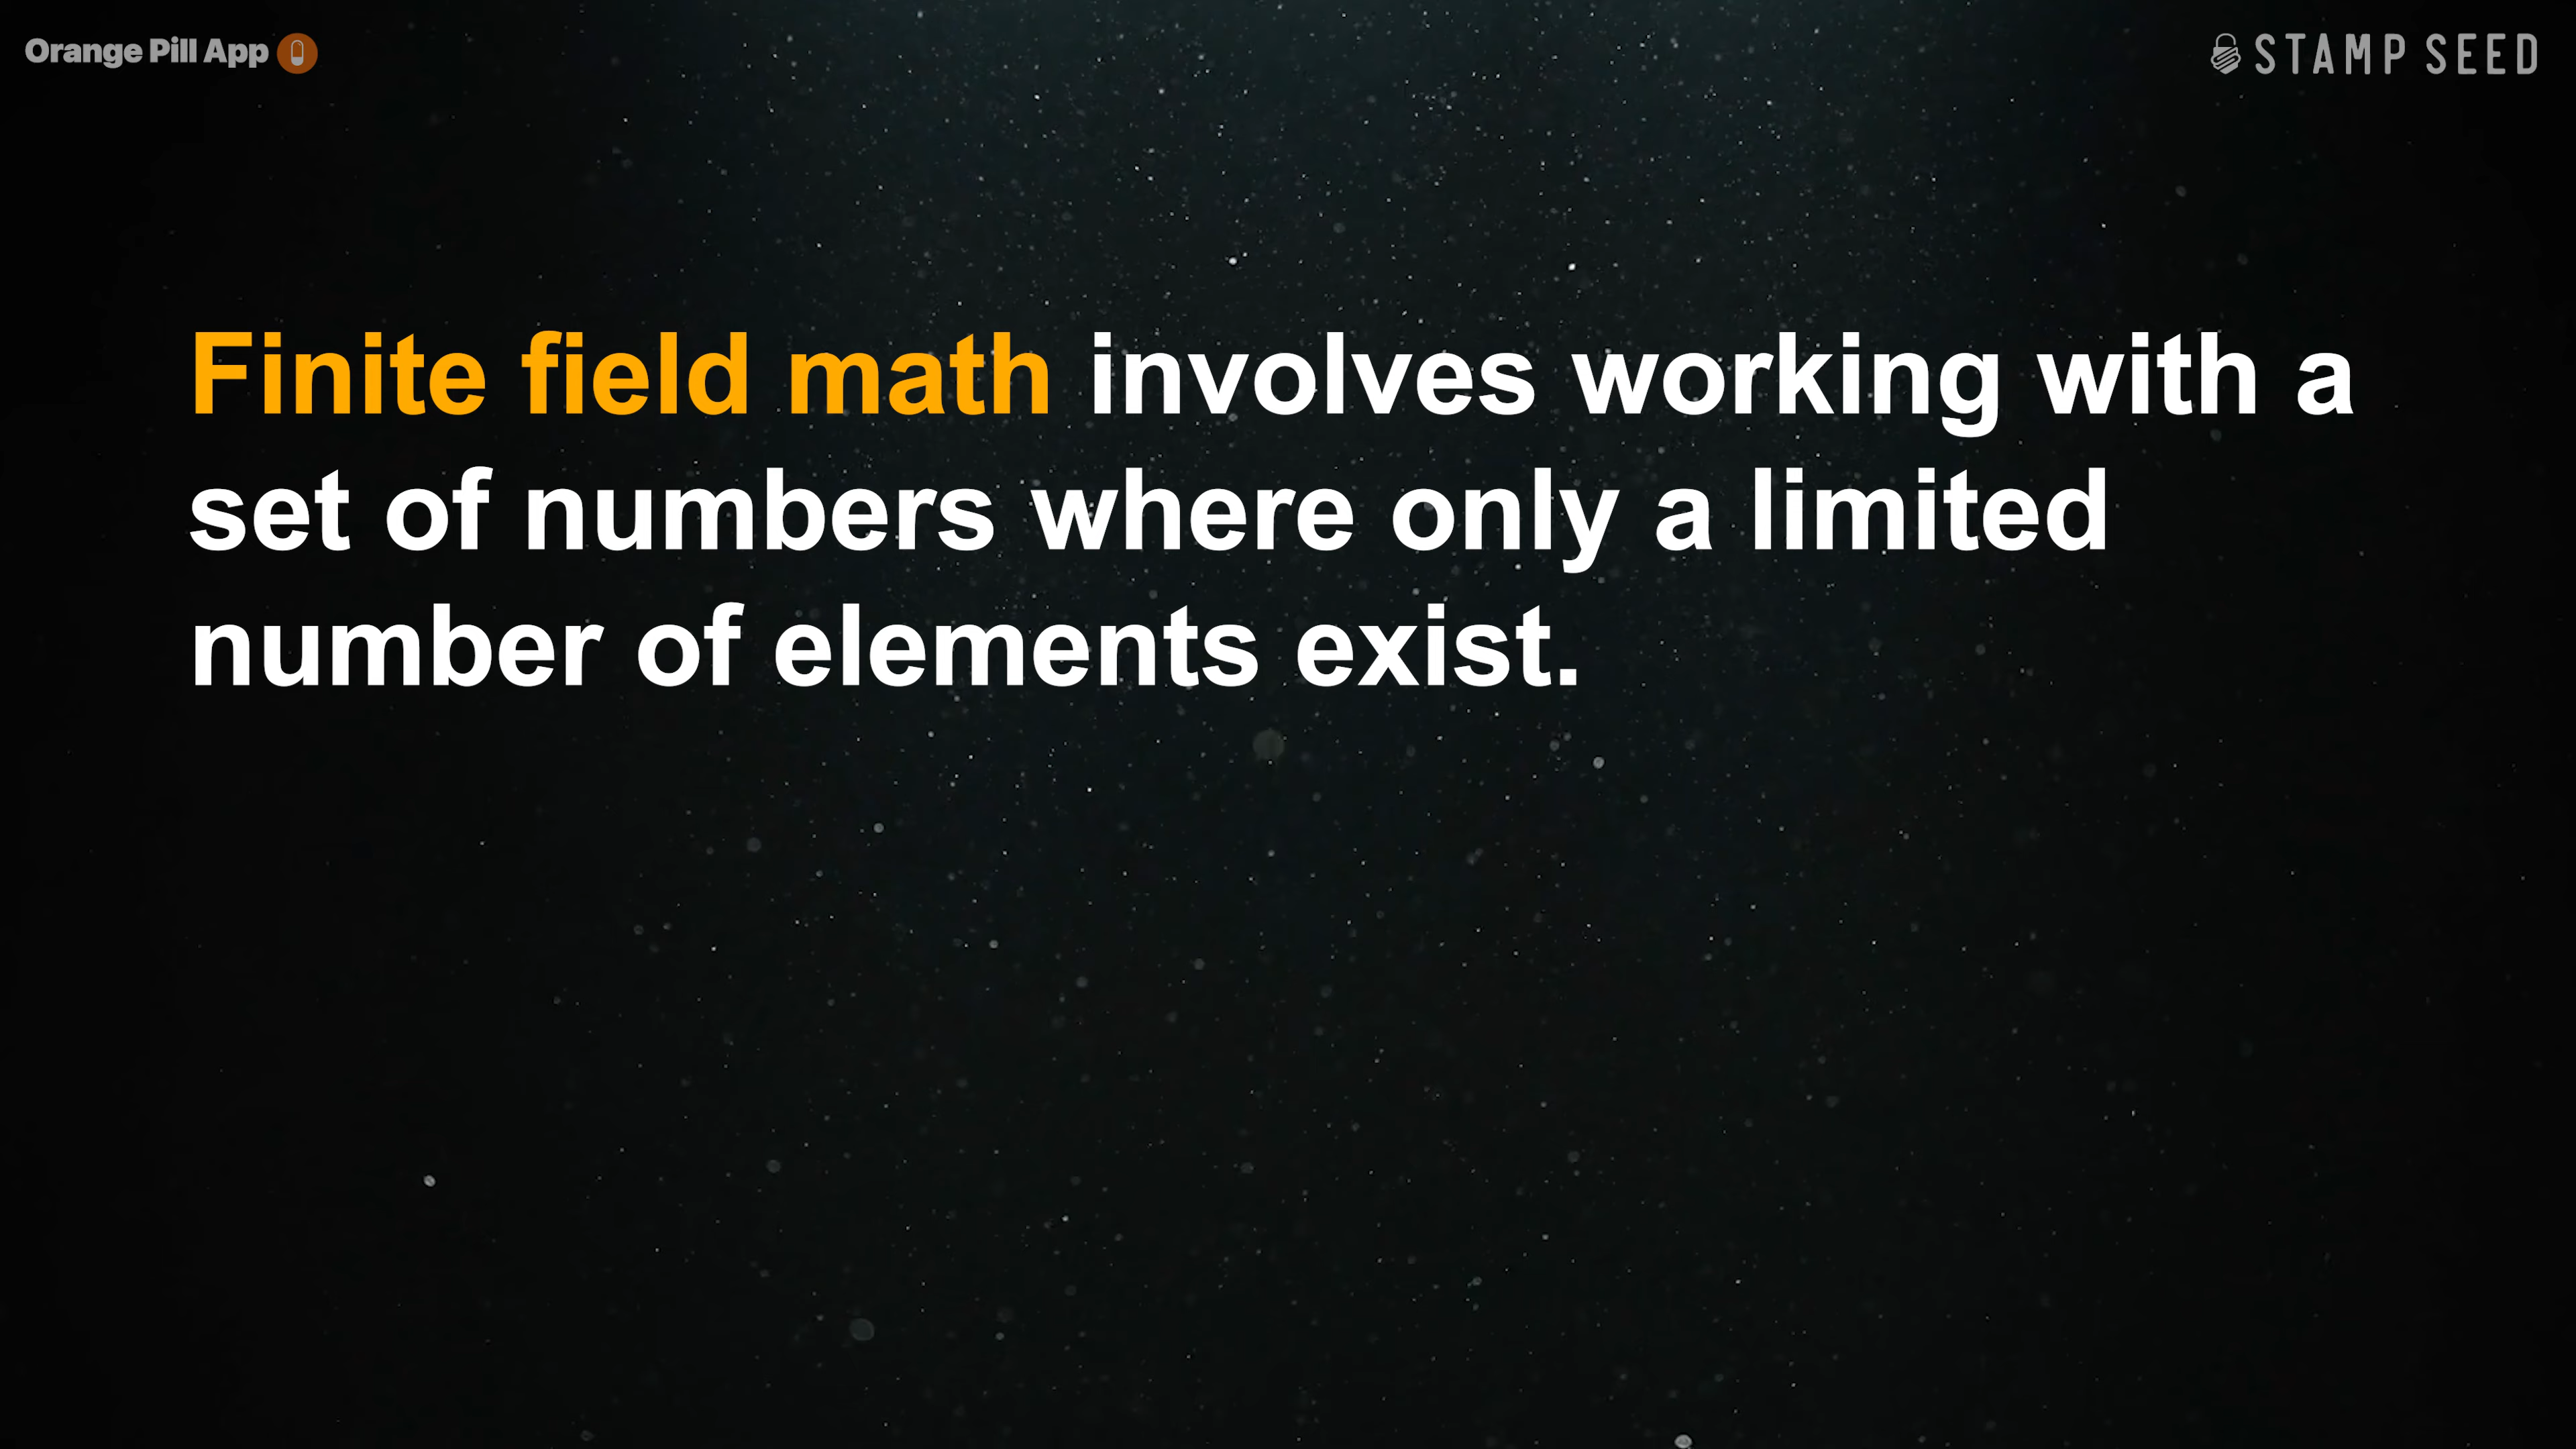 Orange Pill App
STAMP SEED
Finite field math involves working with a
set of numbers where only a limited
number of elements exist.